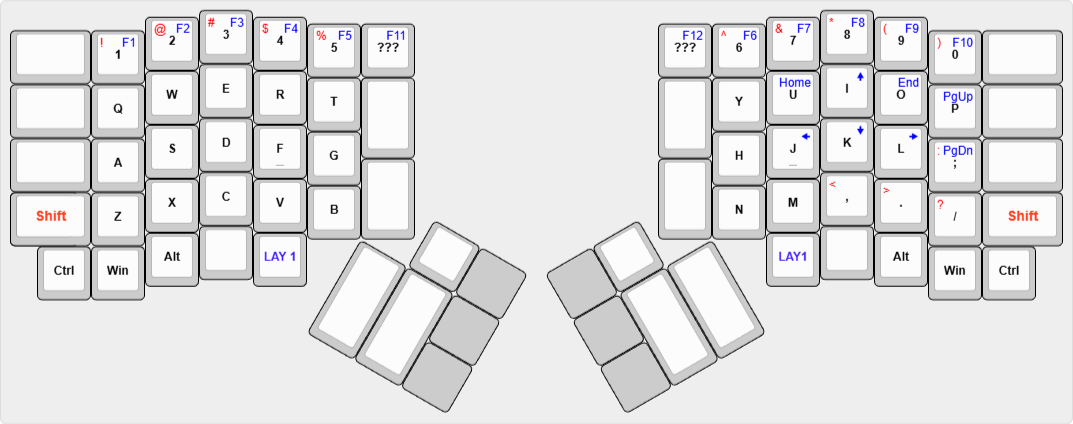 ! F1
1
@ F2
2
# F3
3
$ F4
4
% F5
5
F11
???
F12
???
^ F6
6
& F7
7
* F8
8
( F9
9
) F10
0
Q
W
E
R
T
Y
Home
U
I
End
O
PgUp
P
A
S
D
F
_
G
H
J
_
K
L
: PgDn
;
Shift
Z
X
C
V
B
N
M
<
,
>
.
?
/
Shift
Ctrl
Win
Alt
LAY 1
LAY1
Alt
Win
Ctrl